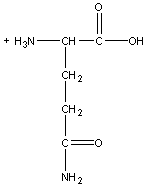 O
+ H₃N CH C OH
CH₂
CH₂
C O
NH₂